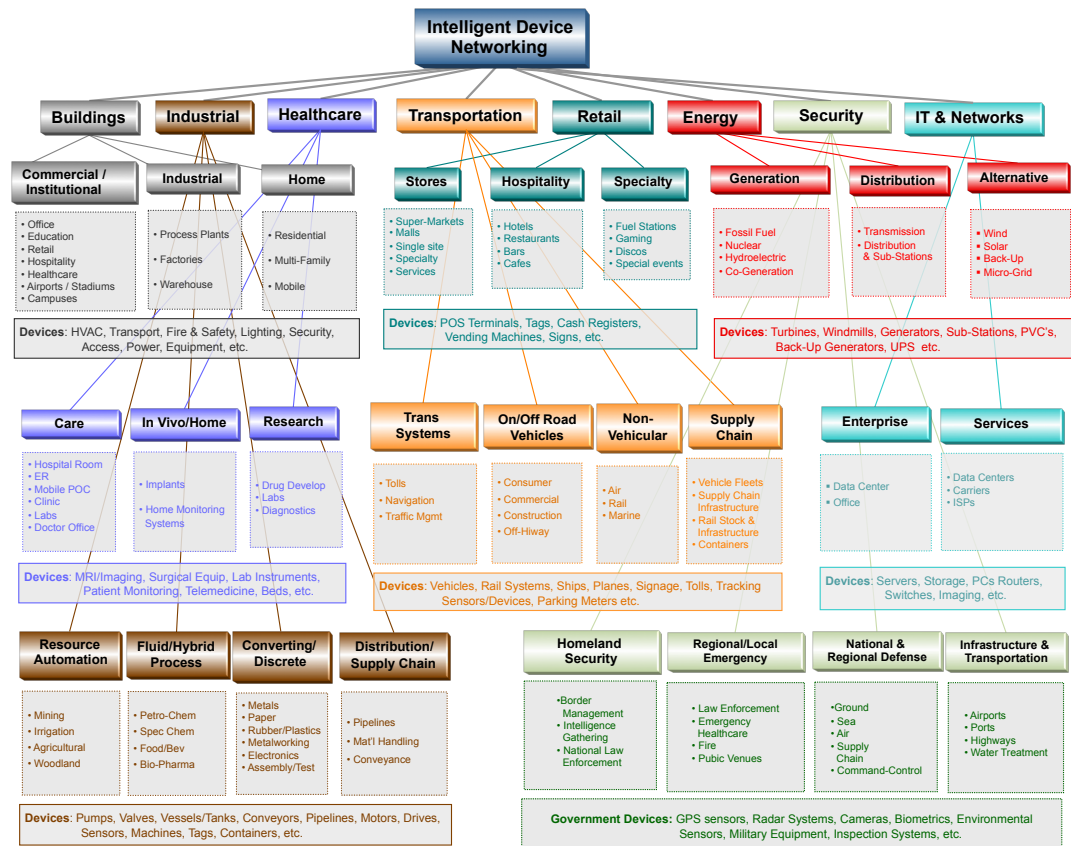 Intelligent Device
Networking
Buildings
Industrial
Healthcare
Transportation
Retail
Energy
Security
IT & Networks
Commercial /
Institutional
Industrial
Home
Stores
Hospitality
Specialty
Generation
Distribution
Alternative
• Office
• Education
• Retail
• Hospitality
• Healthcare
• Airports / Stadiums
• Campuses
• Process Plants
• Factories
• Warehouse
• Residential
• Multi-Family
• Mobile
• Super-Markets
• Malls
• Single site
• Specialty
• Services
• Hotels
• Restaurants
• Bars
• Cafes
• Fuel Stations
• Gaming
• Discos
• Special events
• Fossil Fuel
• Nuclear
• Hydroelectric
• Co-Generation
• Transmission
• Distribution
& Sub-Stations
▪ Wind
▪ Solar
▪ Back-Up
▪ Micro-Grid
Devices: HVAC, Transport, Fire & Safety, Lighting, Security,
Access, Power, Equipment, etc.
Devices: POS Terminals, Tags, Cash Registers,
Vending Machines, Signs, etc.
Devices: Turbines, Windmills, Generators, Sub-Stations, PVC's,
Back-Up Generators, UPS etc.
Care
In Vivo/Home
Research
Trans
Systems
On/Off Road
Vehicles
Non-
Vehicular
Supply
Chain
Enterprise
Services
• Hospital Room
• ER
• Mobile POC
• Clinic
• Labs
• Doctor Office
• Implants
• Home Monitoring
Systems
• Drug Develop
• Labs
• Diagnostics
• Tolls
• Navigation
• Traffic Mgmt
• Consumer
• Commercial
• Construction
• Off-Hiway
• Air
• Rail
• Marine
• Vehicle Fleets
• Supply Chain
Infrastructure
• Rail Stock &
Infrastructure
• Containers
▪ Data Center
▪ Office
• Data Centers
• Carriers
• ISPs
Devices: MRI/Imaging, Surgical Equip, Lab Instruments,
Patient Monitoring, Telemedicine, Beds, etc.
Devices: Vehicles, Rail Systems, Ships, Planes, Signage, Tolls, Tracking
Sensors/Devices, Parking Meters etc.
Devices: Servers, Storage, PCs Routers,
Switches, Imaging, etc.
Resource
Automation
Fluid/Hybrid
Process
Converting/
Discrete
Distribution/
Supply Chain
Homeland
Security
Regional/Local
Emergency
National &
Regional Defense
Infrastructure &
Transportation
• Mining
• Irrigation
• Agricultural
• Woodland
• Petro-Chem
• Spec Chem
• Food/Bev
• Bio-Pharma
• Metals
• Paper
• Rubber/Plastics
• Metalworking
• Electronics
• Assembly/Test
• Pipelines
• Mat'l Handling
• Conveyance
•Border
Management
• Intelligence
Gathering
• National Law
Enforcement
• Law Enforcement
• Emergency
Healthcare
• Fire
• Pubic Venues
•Ground
• Sea
• Air
• Supply
Chain
• Command-Control
• Airports
• Ports
• Highways
• Water Treatment
Devices: Pumps, Valves, Vessels/Tanks, Conveyors, Pipelines, Motors, Drives,
Sensors, Machines, Tags, Containers, etc.
Government Devices: GPS sensors, Radar Systems, Cameras, Biometrics, Environmental
Sensors, Military Equipment, Inspection Systems, etc.